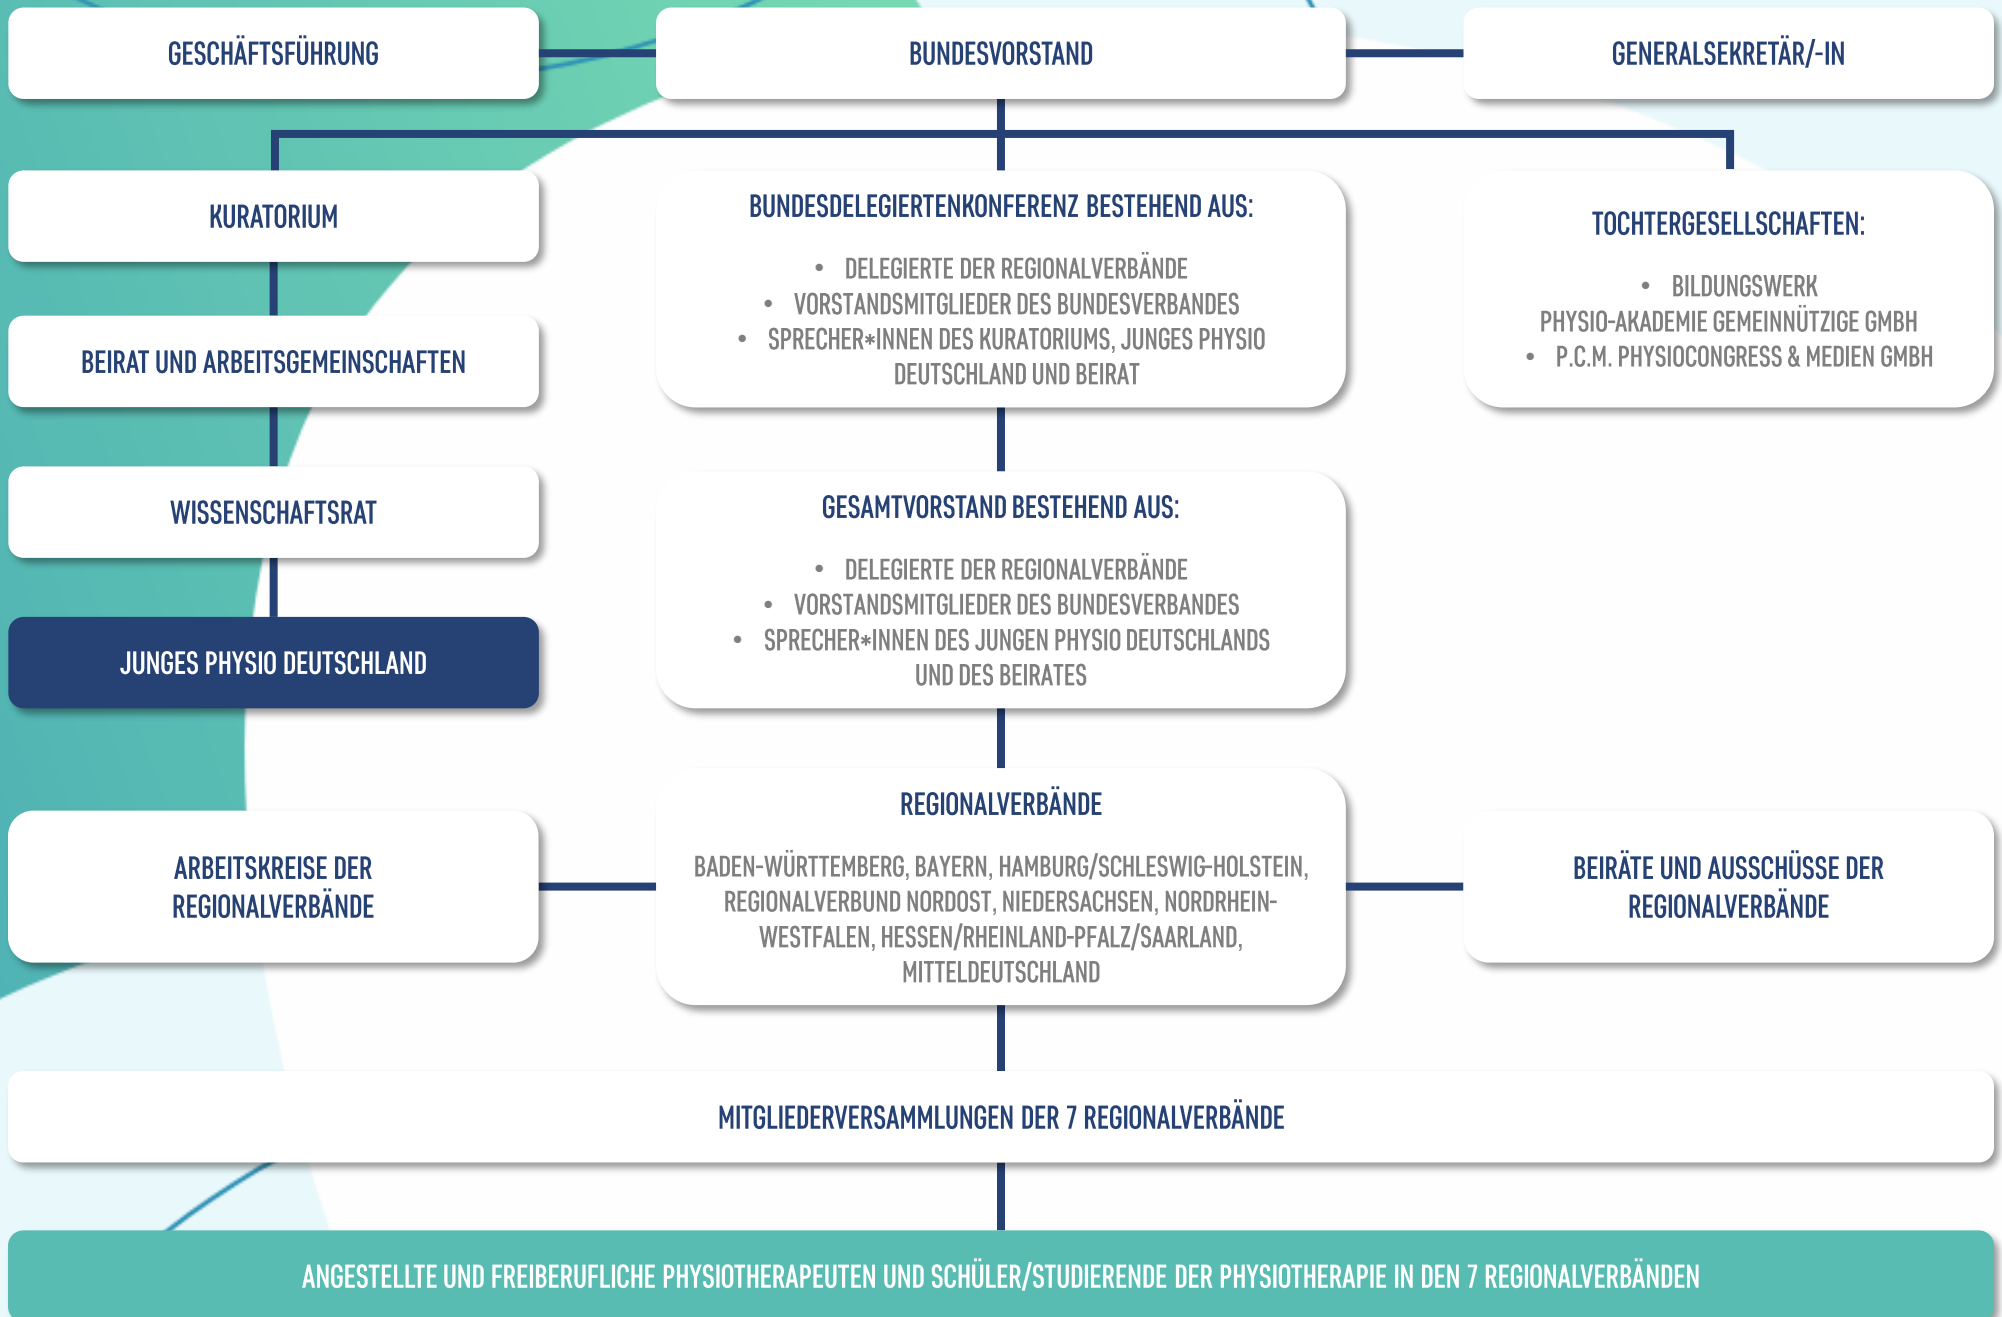 GESCHÄFTSFÜHRUNG
BUNDESVORSTAND
GENERALSEKRETÄR/-IN
KURATORIUM
BEIRAT UND ARBEITSGEMEINSCHAFTEN
WISSENSCHAFTSRAT
JUNGES PHYSIO DEUTSCHLAND
BUNDESDELEGIERTENKONFERENZ BESTEHEND AUS:
• DELEGIERTE DER REGIONALVERBÄNDE
• VORSTANDSMITGLIEDER DES BUNDESVERBANDES
• SPRECHER*INNEN DES KURATORIUMS, JUNGES PHYSIO
DEUTSCHLAND UND BEIRAT
TOCHTERGESELLSCHAFTEN:
• BILDUNGSWERK
PHYSIO-AKADEMIE GEMEINNÜTZIGE GMBH
• P.C.M. PHYSIOCONGRESS & MEDIEN GMBH
GESAMTVORSTAND BESTEHEND AUS:
• DELEGIERTE DER REGIONALVERBÄNDE
• VORSTANDSMITGLIEDER DES BUNDESVERBANDES
• SPRECHER*INNEN DES JUNGEN PHYSIO DEUTSCHLANDS
UND DES BEIRATES
ARBEITSKREISE DER
REGIONALVERBÄNDE
REGIONALVERBÄNDE
BADEN-WÜRTTEMBERG, BAYERN, HAMBURG/SCHLESWIG-HOLSTEIN,
REGIONALVERBUND NORDOST, NIEDERSACHSEN, NORDRHEIN-
WESTFALEN, HESSEN/RHEINLAND-PFALZ/SAARLAND,
MITTELDEUTSCHLAND
BEIRÄTE UND AUSSCHÜSSE DER
REGIONALVERBÄNDE
MITGLIEDERVERSAMMLUNGEN DER 7 REGIONALVERBÄNDE
ANGESTELLTE UND FREIBERUFLICHE PHYSIOTHERAPEUTEN UND SCHÜLER/STUDIERENDE DER PHYSIOTHERAPIE IN DEN 7 REGIONALVERBÄNDEN